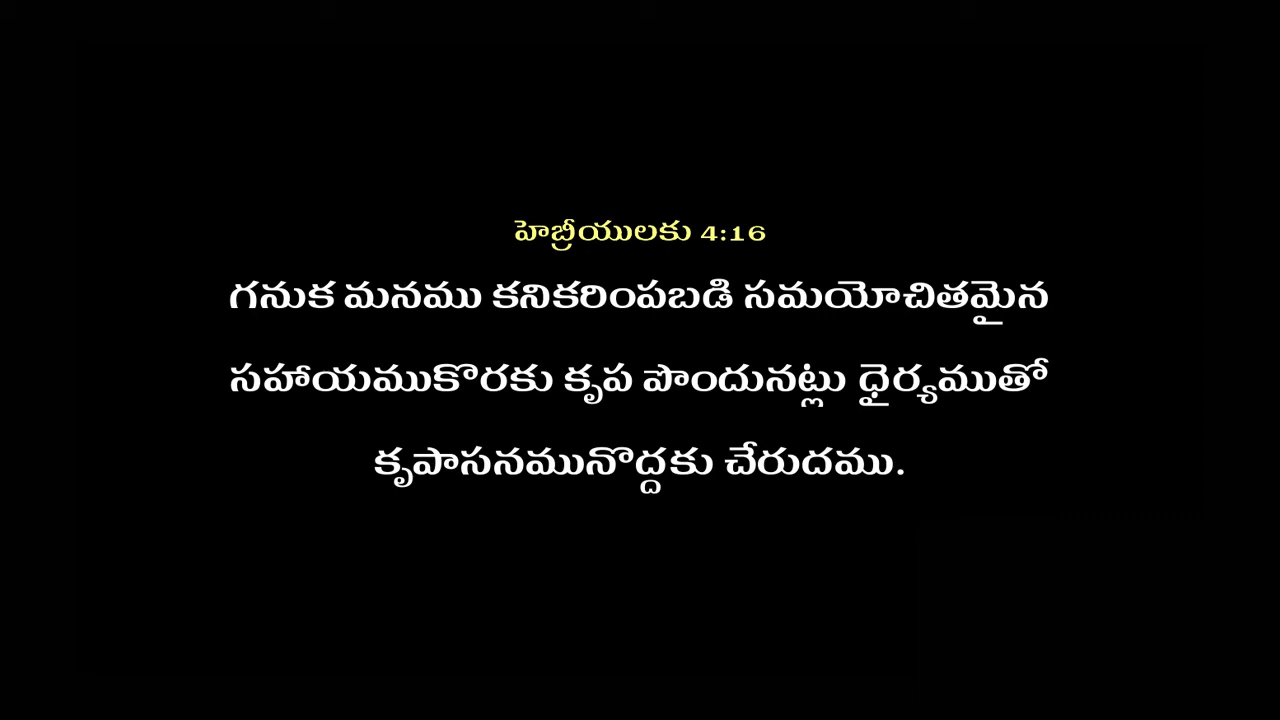 హెబ్రీయులకు 4:16
గనుక మనము కనికరింపబడి సమయోచితమైన
సహాయముకొరకు కృప పొందునట్లు ధైర్యముతో
కృపాసనమునొద్దకు చేరుదము.